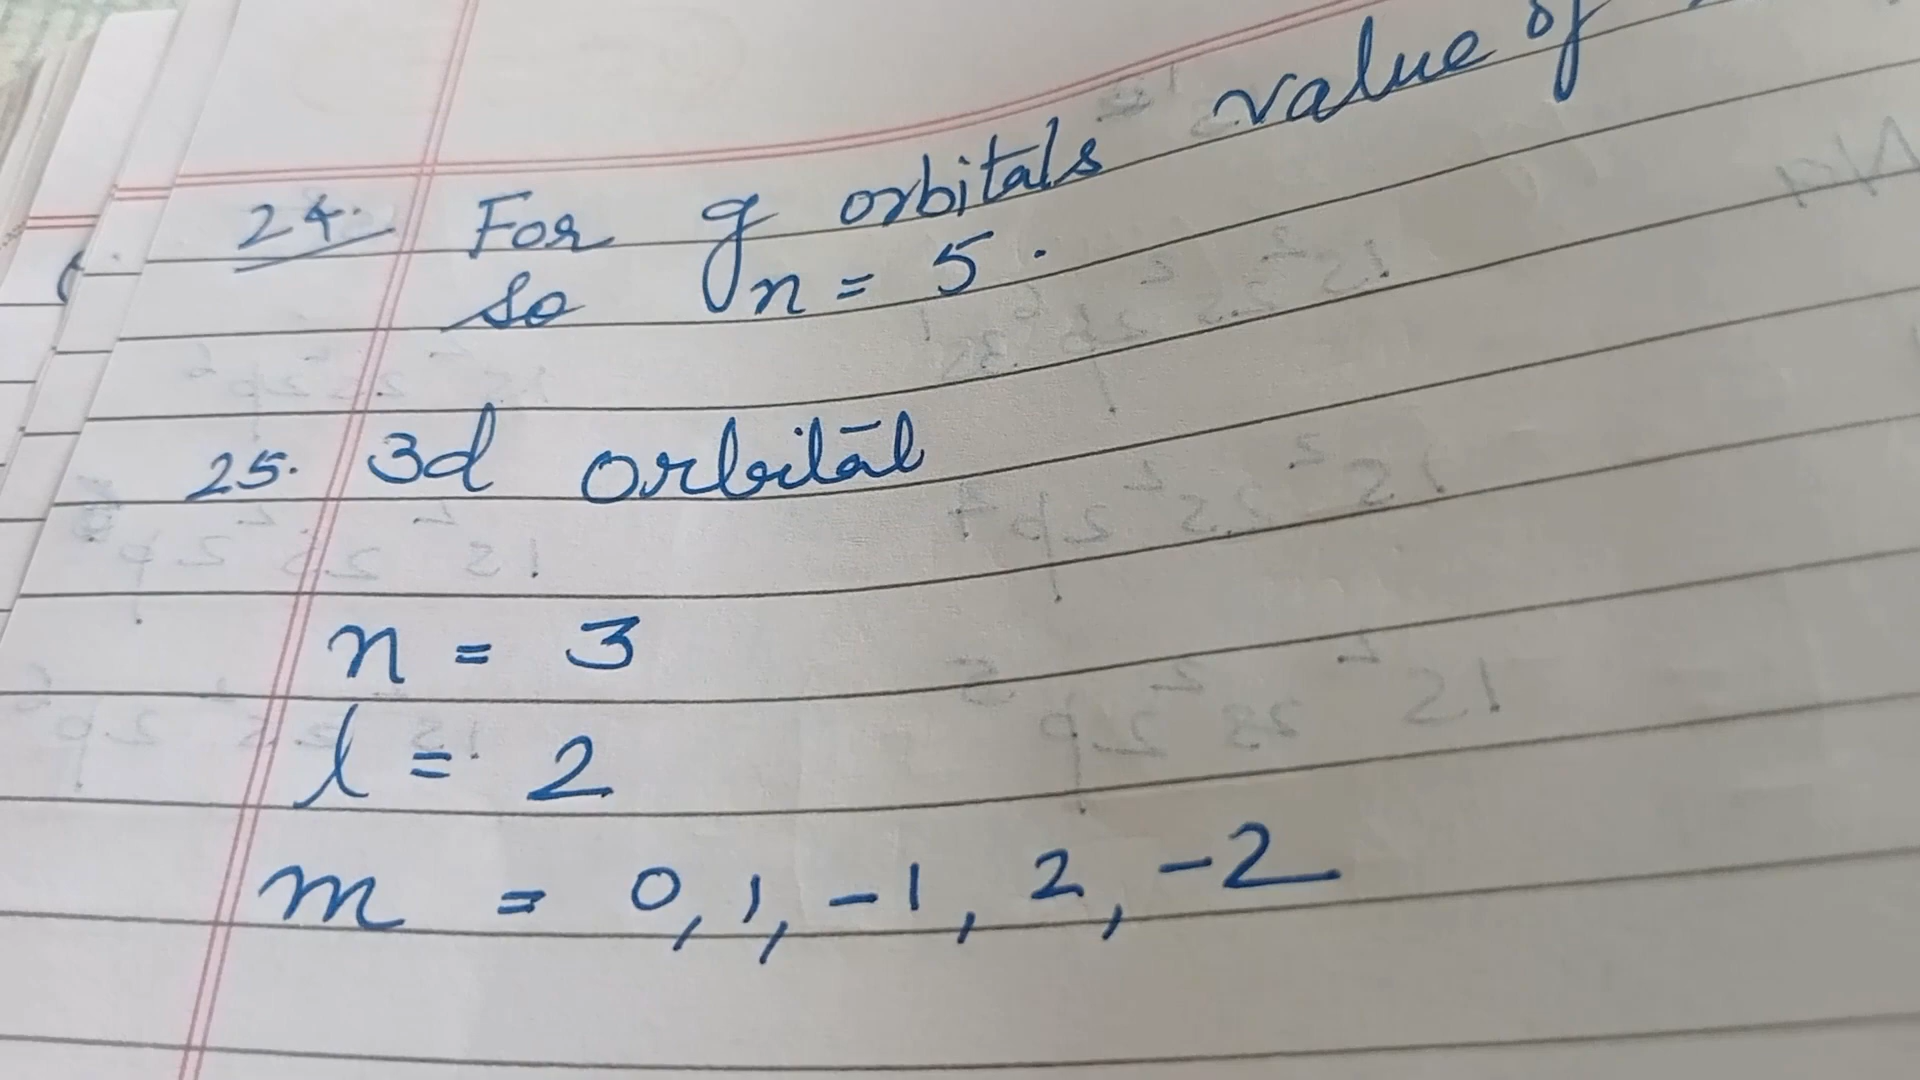 24. For g orbitals value of
So n = 5.
25. 3d orbital
n = 3
l = 2
m = 0, 1, -1, 2, -2